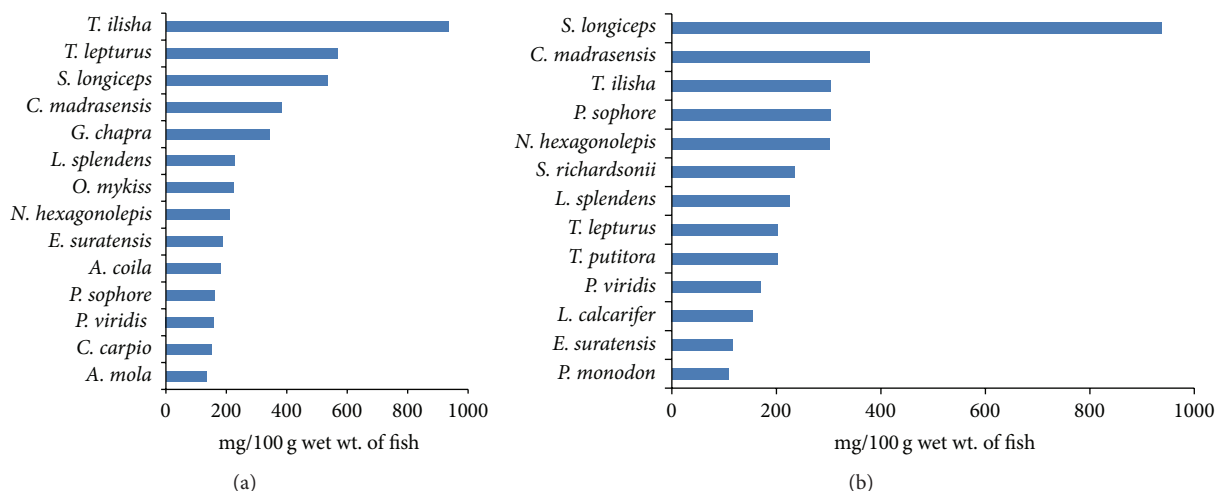 T. ilisha
T. lepturus
S. longiceps
C. madrasensis
G. chapra
L. splendens
O. mykiss
N. hexagonolepis
E. suratensis
A. coila
P. sophore
P. viridis
C. carpio
A. mola
0 200 400 600 800 1000
mg/100 g wet wt. of fish
(a)
S. longiceps
C. madrasensis
T. ilisha
P. sophore
N. hexagonolepis
S. richardsonii
L. splendens
T. lepturus
T. putitora
P. viridis
L. calcarifer
E. suratensis
P. monodon
0 200 400 600 800 1000
mg/100 g wet wt. of fish
(b)